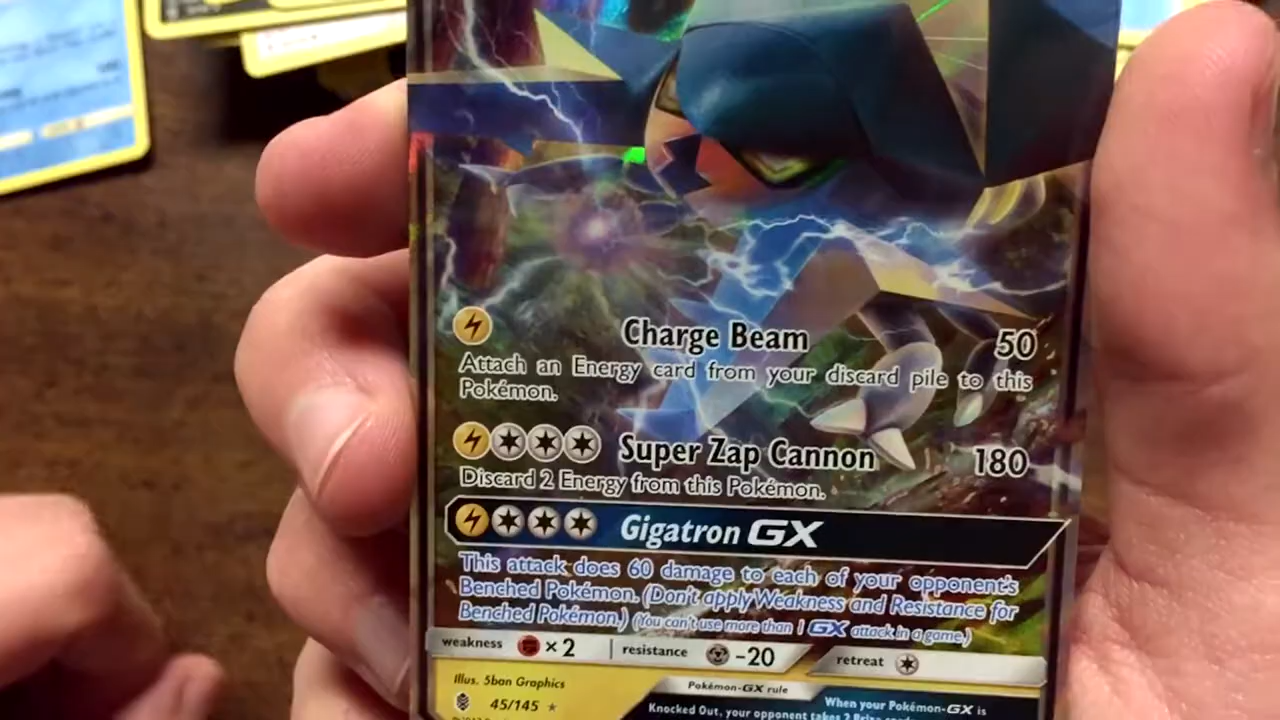 Charge Beam 50
Attach an Energy card from your discard pile to this
Pokémon.
Super Zap Cannon 180
Discard 2 Energy from this Pokémon.
Gigatron GX
This attack does 60 damage to each of your opponent's
Benched Pokémon. (Don't apply Weakness and Resistance for
Benched Pokémon.) (You can't use more than 1 GX attack in a game.)
weakness ×2 resistance -20 retreat
Illus. 5ban Graphics
Pokémon-GX rule
45/145
When your Pokémon-GX is
Knocked Out, your opponent takes 2 Prize